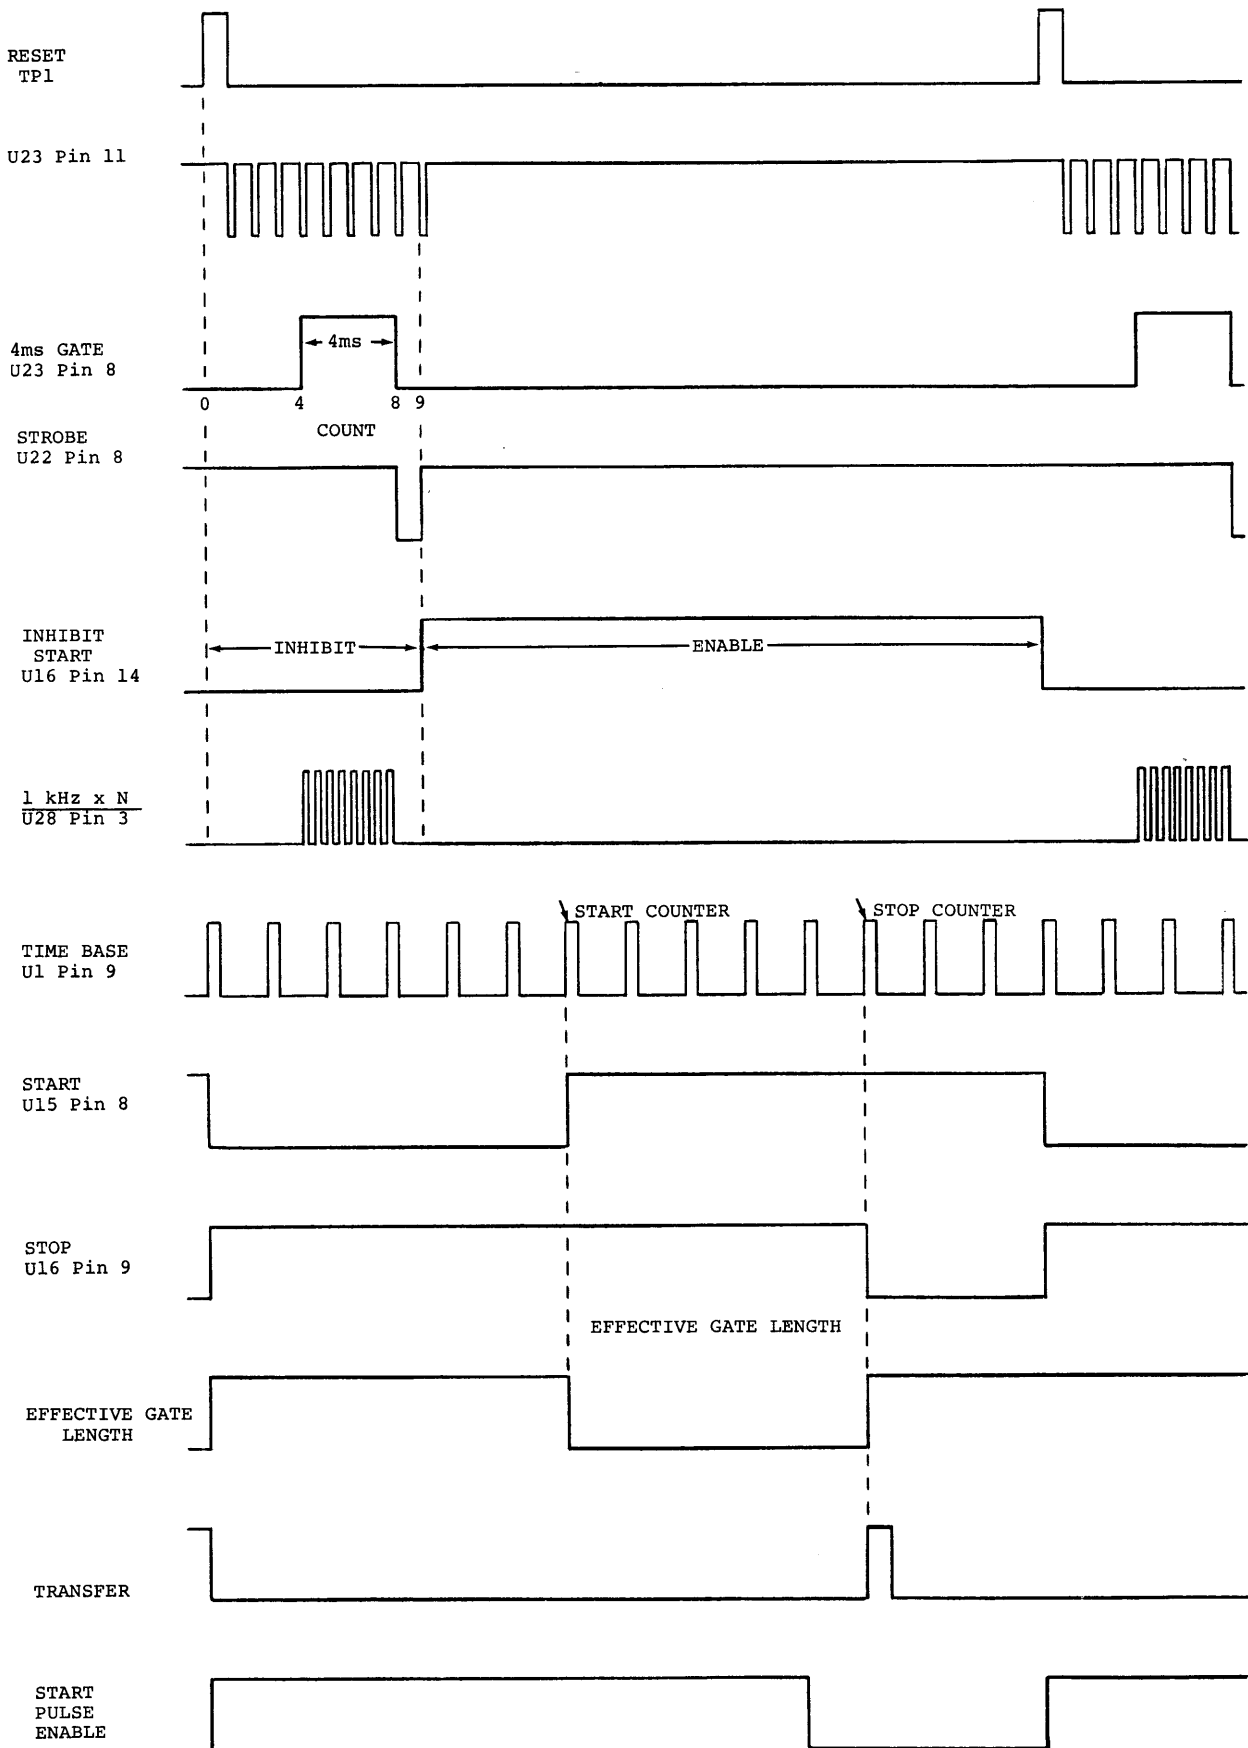 RESET
TP1
U23 Pin 11
4ms
4ms GATE
U23 Pin 8
0 4 8 9
COUNT
STROBE
U22 Pin 8
INHIBIT
START
U16 Pin 14
INHIBIT
ENABLE
1 kHz x N
U28 Pin 3
START COUNTER
STOP COUNTER
TIME BASE
U1 Pin 9
START
U15 Pin 8
STOP
U16 Pin 9
EFFECTIVE GATE LENGTH
EFFECTIVE GATE
LENGTH
TRANSFER
START
PULSE
ENABLE